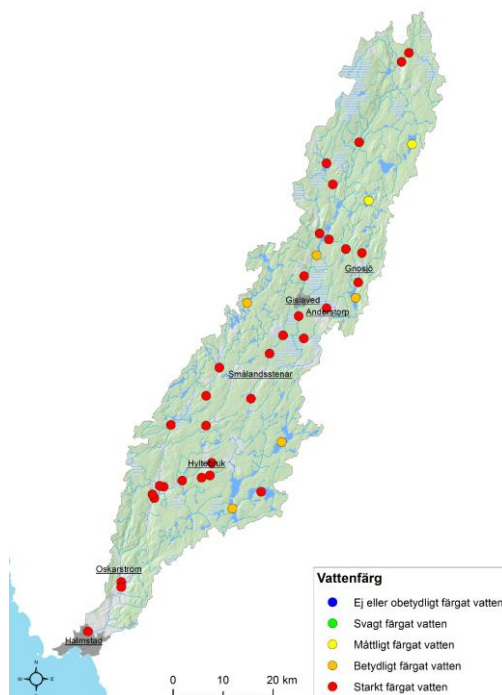 Gnosjö
Gislaved
Anderstorp
Smålandsstenar
Hyltebruk
Oskarström
Halmstad
N
W
E
S
0 10 20 km
Vattenfärg
Ej eller obetydligt färgat vatten
Svagt färgat vatten
Måttligt färgat vatten
Betydligt färgat vatten
Starkt färgat vatten